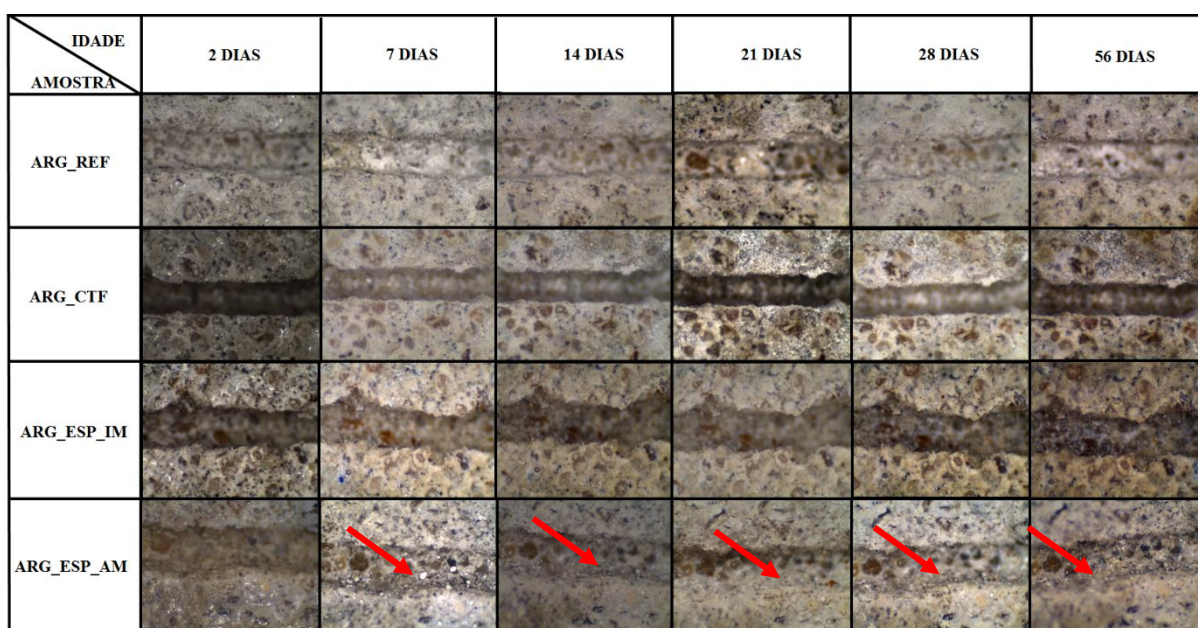 IDADE
AMOSTRA
2 DIAS
7 DIAS
14 DIAS
21 DIAS
28 DIAS
56 DIAS
ARG_REF
ARG_CTF
ARG_ESP_IM
ARG_ESP_AM